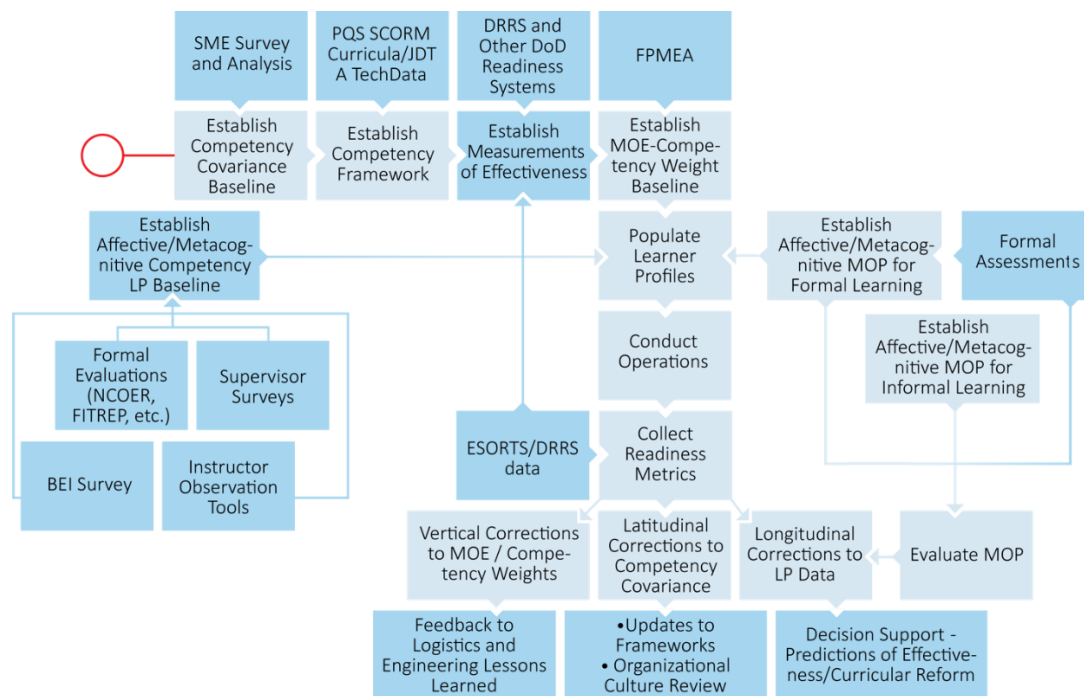 SME Survey
and Analysis
PQS SCORM
Curricula/JDT
A TechData
DRRS and
Other DoD
Readiness
Systems
FPMEA
Establish
Competency
Covariance
Baseline
Establish
Competency
Framework
Establish
Measurements
of Effectiveness
Establish
MOE-Compe-
tency Weight
Baseline
Establish
Affective/Metacog-
nitive Competency
LP Baseline
Populate
Learner
Profiles
Establish
Affective/Metacog-
nitive MOP for
Formal Learning
Formal
Assessments
Conduct
Operations
Establish
Affective/Metacog-
nitive MOP for
Informal Learning
Formal
Evaluations
(NCOER,
FITREP, etc.)
Supervisor
Surveys
BEI Survey
Instructor
Observation
Tools
ESORTS/DRRS
data
Collect
Readiness
Metrics
Vertical Corrections
to MOE / Compe-
tency Weights
Latitudinal
Corrections to
Competency
Covariance
Longitudinal
Corrections to
LP Data
Evaluate MOP
Feedback to
Logistics and
Engineering Lessons
Learned
•Updates to
Frameworks
• Organizational
Culture Review
Decision Support -
Predictions of Effective-
ness/Curricular Reform